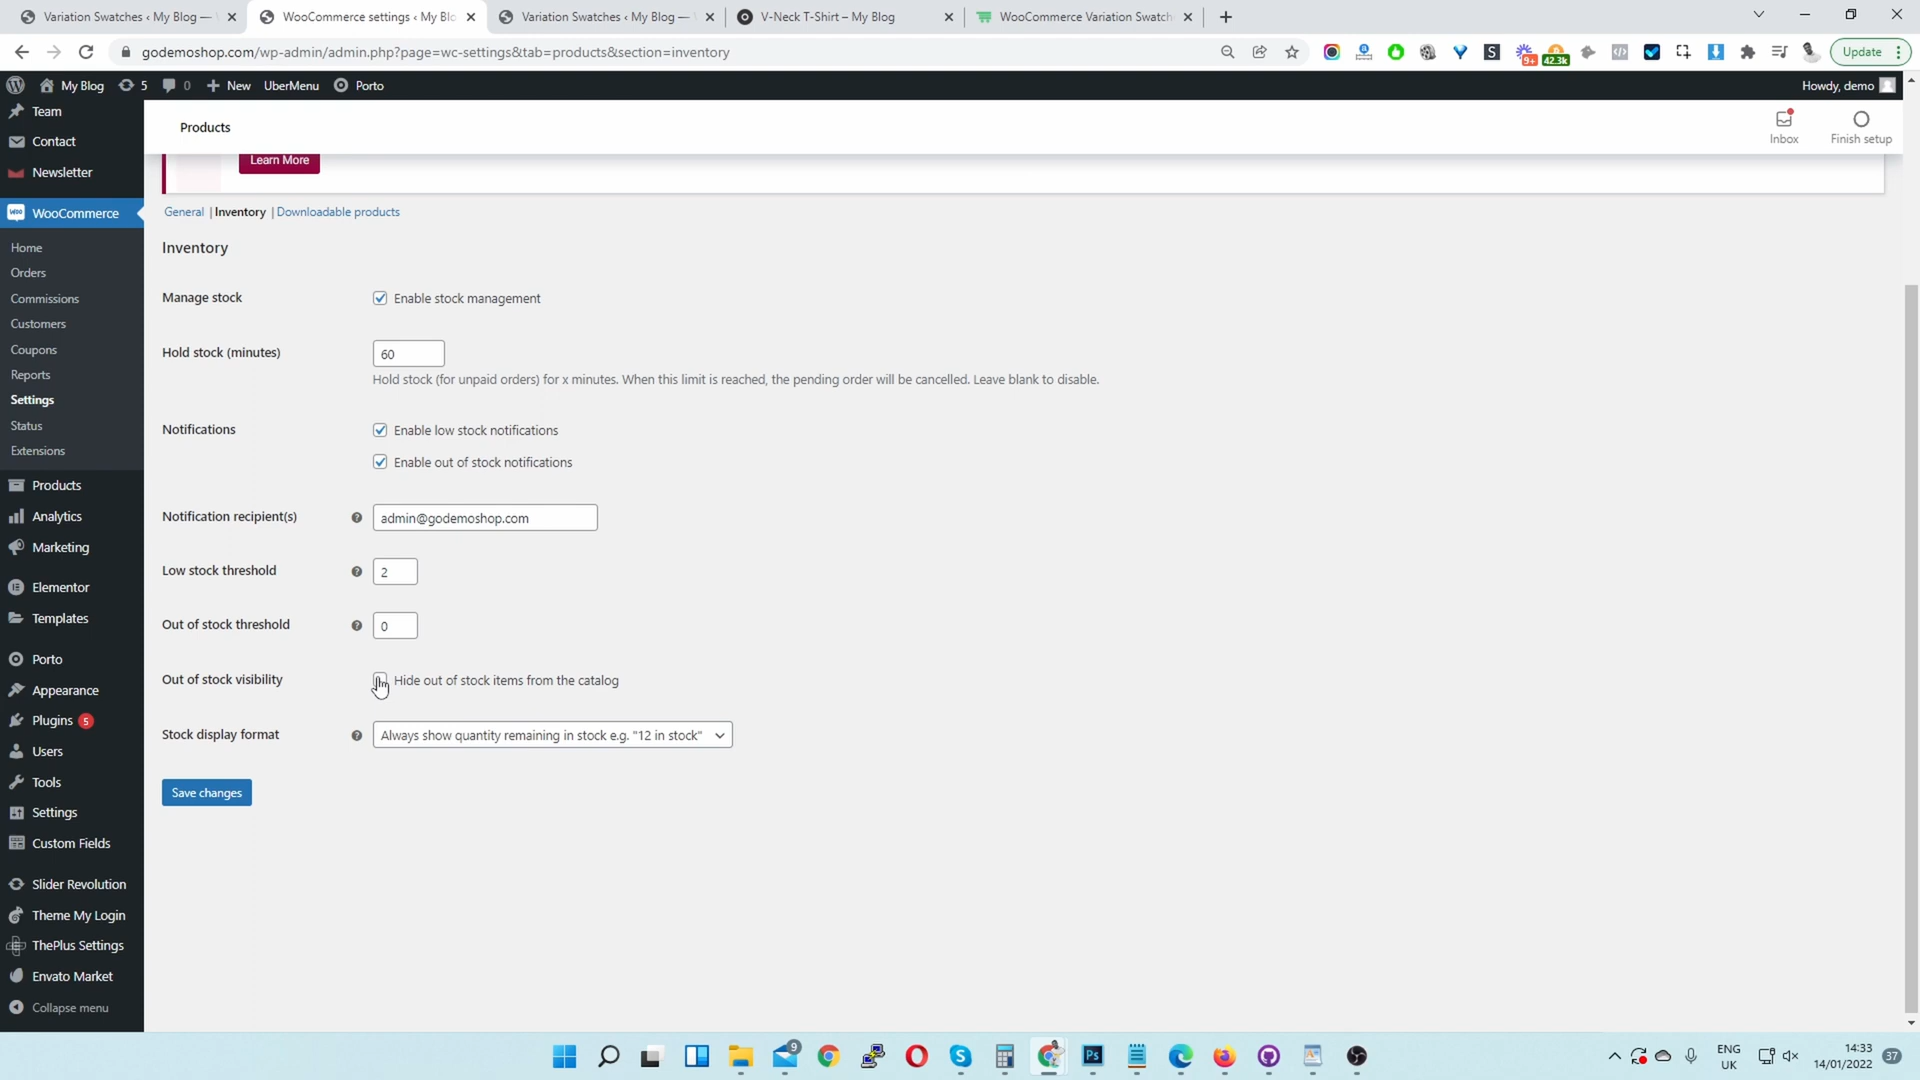 Variation Swatches ‹ My Blog —
WooCommerce settings ‹ My Blo
Variation Swatches ‹ My Blog —
V-Neck T-Shirt – My Blog
WooCommerce Variation Swatch
godemoshop.com/wp-admin/admin.php?page=wc-settings&tab=products&section=inventory
9+
42.3k
Update
My Blog
5
0
New
UberMenu
Porto
Howdy, demo
Team
Contact
Newsletter
WooCommerce
Home
Orders
Commissions
Customers
Coupons
Reports
Settings
Status
Extensions
Products
Analytics
Marketing
Elementor
Templates
Porto
Appearance
Plugins 5
Users
Tools
Settings
Custom Fields
Slider Revolution
Theme My Login
ThePlus Settings
Envato Market
Collapse menu
Products
Inbox
Finish setup
Learn More
General | Inventory | Downloadable products
Inventory
Manage stock
Enable stock management
Hold stock (minutes)
60
Hold stock (for unpaid orders) for x minutes. When this limit is reached, the pending order will be cancelled. Leave blank to disable.
Notifications
Enable low stock notifications
Enable out of stock notifications
Notification recipient(s)
admin@godemoshop.com
Low stock threshold
2
Out of stock threshold
0
Out of stock visibility
Hide out of stock items from the catalog
Stock display format
Always show quantity remaining in stock e.g. "12 in stock"
Save changes
9
Ps
ENG
UK
14:33
14/01/2022
37